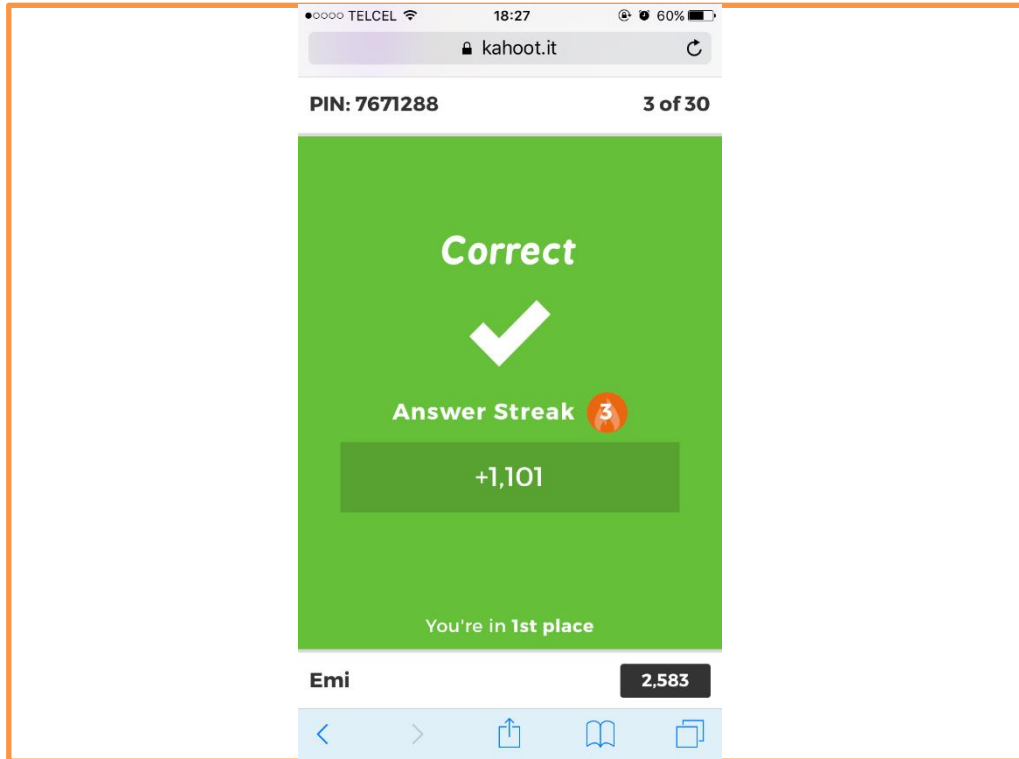 ●○○○○ TELCEL 18:27 60%
kahoot.it
PIN: 7671288 3 of 30
Correct
Answer Streak 3
+1,101
You're in 1st place
Emi 2,583